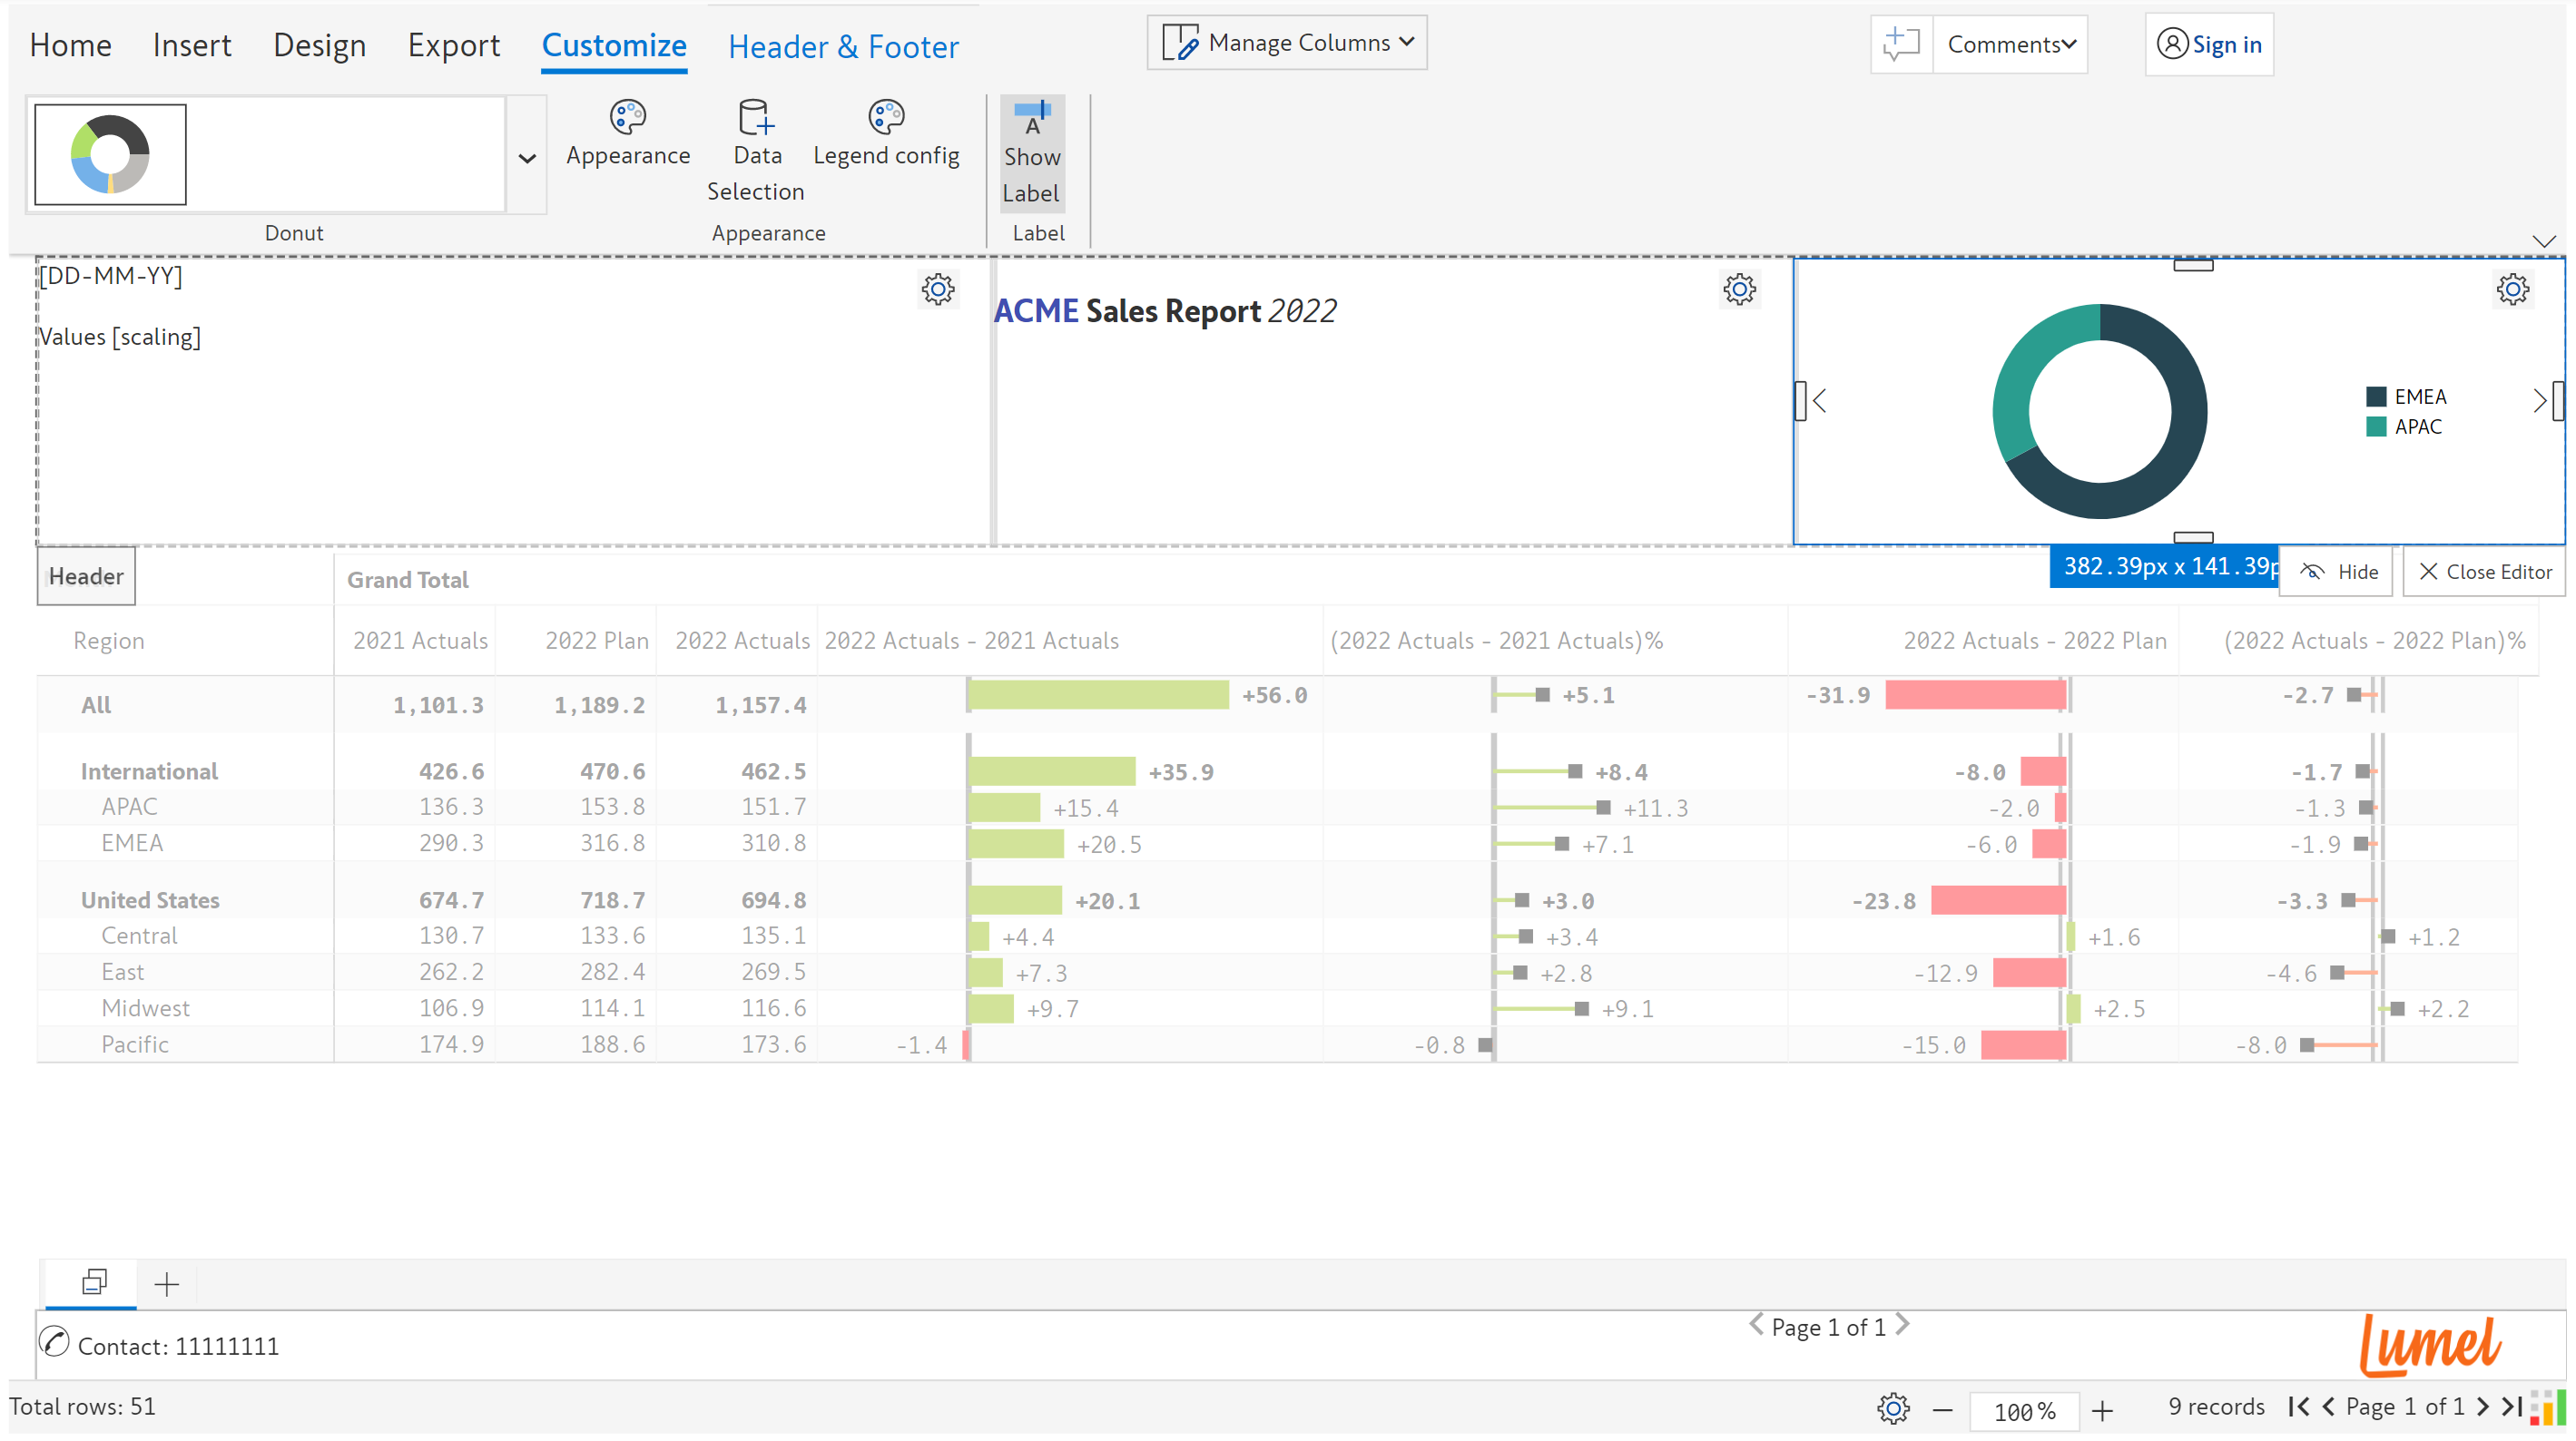 Home Insert Design Export Customize Header & Footer Manage Columns Comments Sign in
Appearance Data Selection Legend config Show Label
Donut Appearance Label
[DD-MM-YY]
Values [scaling]
ACME Sales Report 2022
EMEA
APAC
Header Grand Total 382.39px x 141.39p Hide Close Editor
Region 2021 Actuals 2022 Plan 2022 Actuals 2022 Actuals - 2021 Actuals (2022 Actuals - 2021 Actuals)% 2022 Actuals - 2022 Plan (2022 Actuals - 2022 Plan)%
All 1,101.3 1,189.2 1,157.4 +56.0 +5.1 -31.9 -2.7
International 426.6 470.6 462.5 +35.9 +8.4 -8.0 -1.7
APAC 136.3 153.8 151.7 +15.4 +11.3 -2.0 -1.3
EMEA 290.3 316.8 310.8 +20.5 +7.1 -6.0 -1.9
United States 674.7 718.7 694.8 +20.1 +3.0 -23.8 -3.3
Central 130.7 133.6 135.1 +4.4 +3.4 +1.6 +1.2
East 262.2 282.4 269.5 +7.3 +2.8 -12.9 -4.6
Midwest 106.9 114.1 116.6 +9.7 +9.1 +2.5 +2.2
Pacific 174.9 188.6 173.6 -1.4 -0.8 -15.0 -8.0
Contact: 11111111 Page 1 of 1 Lumel
Total rows: 51 100% 9 records Page 1 of 1